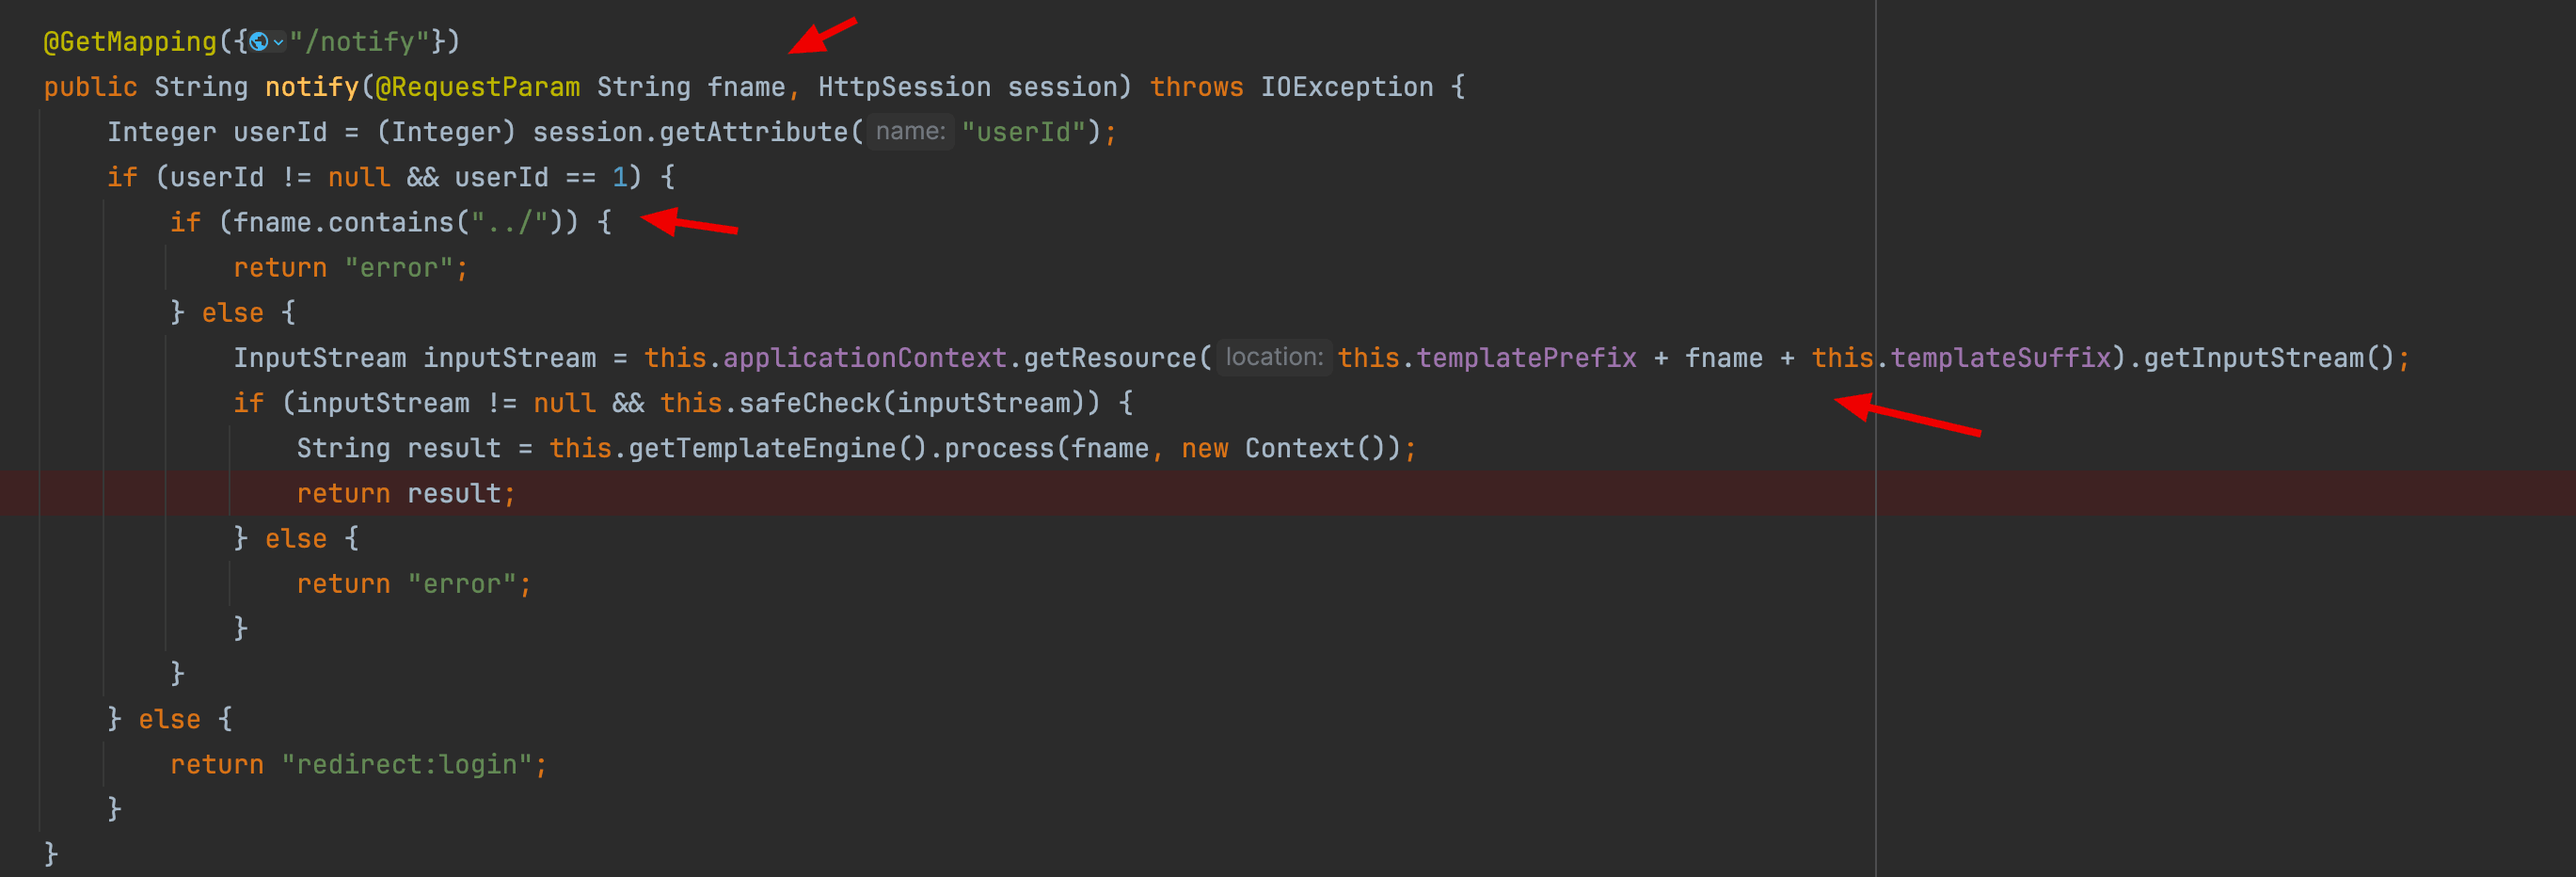 @GetMapping({"/notify"})
public String notify(@RequestParam String fname, HttpSession session) throws IOException {
    Integer userId = (Integer) session.getAttribute( name: "userId");
    if (userId != null && userId == 1) {
        if (fname.contains("../")) {
            return "error";
        } else {
            InputStream inputStream = this.applicationContext.getResource( location: this.templatePrefix + fname + this.templateSuffix).getInputStream();
            if (inputStream != null && this.safeCheck(inputStream)) {
                String result = this.getTemplateEngine().process(fname, new Context());
                return result;
            } else {
                return "error";
            }
        }
    } else {
        return "redirect:login";
    }
}